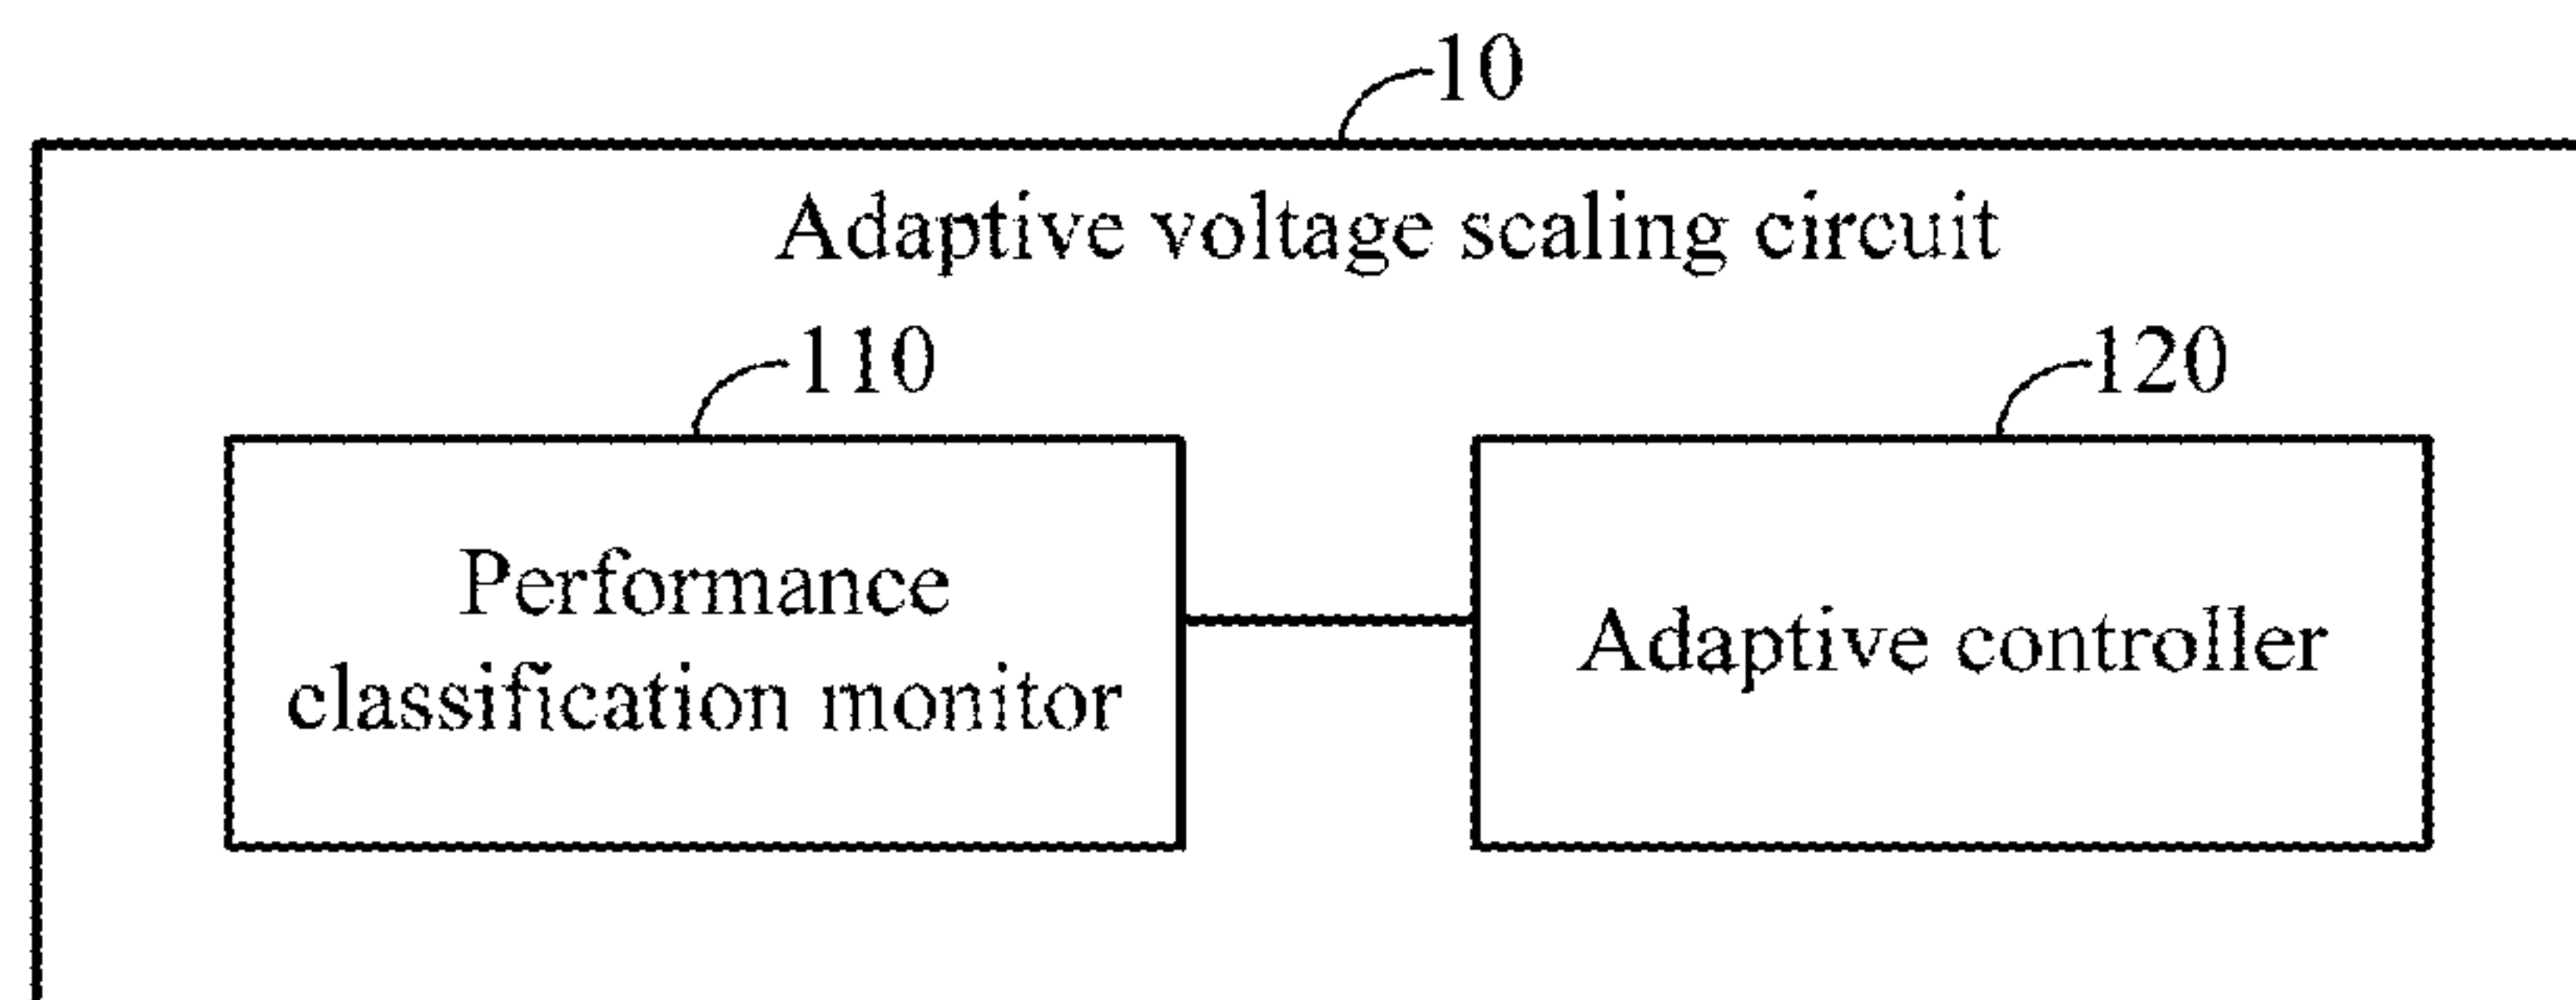 10
Adaptive voltage scaling circuit
110
120
Performance
classification monitor
Adaptive controller